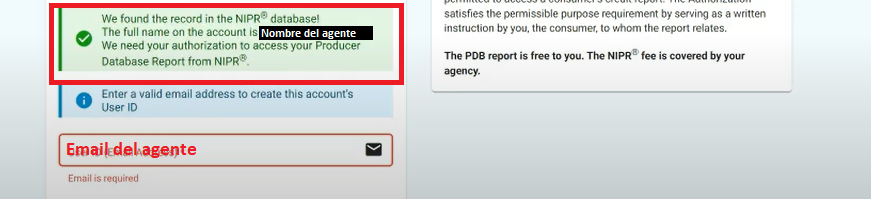 We found the record in the NIPR® database!
The full name on the account is Nombre del agente
We need your authorization to access your Producer
Database Report from NIPR®.
Enter a valid email address to create this account's
User ID
Email del agente
Email is required
permitted to access a consumer's credit report. The Authorization
satisfies the permissible purpose requirement by serving as a written
instruction by you, the consumer, to whom the report relates.
The PDB report is free to you. The NIPR® fee is covered by your
agency.